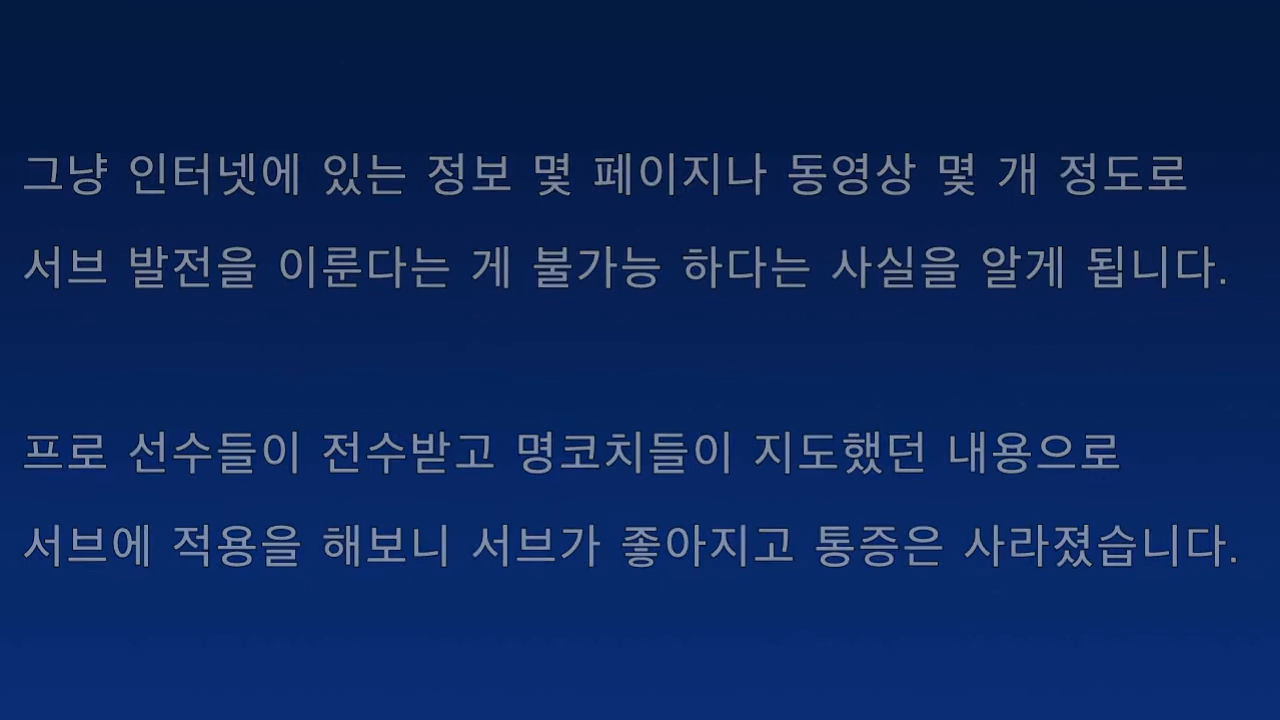 그냥 인터넷에 있는 정보 몇 페이지나 동영상 몇 개 정도로
서브 발전을 이룬다는 게 불가능 하다는 사실을 알게 됩니다.
프로 선수들이 전수받고 명코치들이 지도했던 내용으로
서브에 적용을 해보니 서브가 좋아지고 통증은 사라졌습니다.